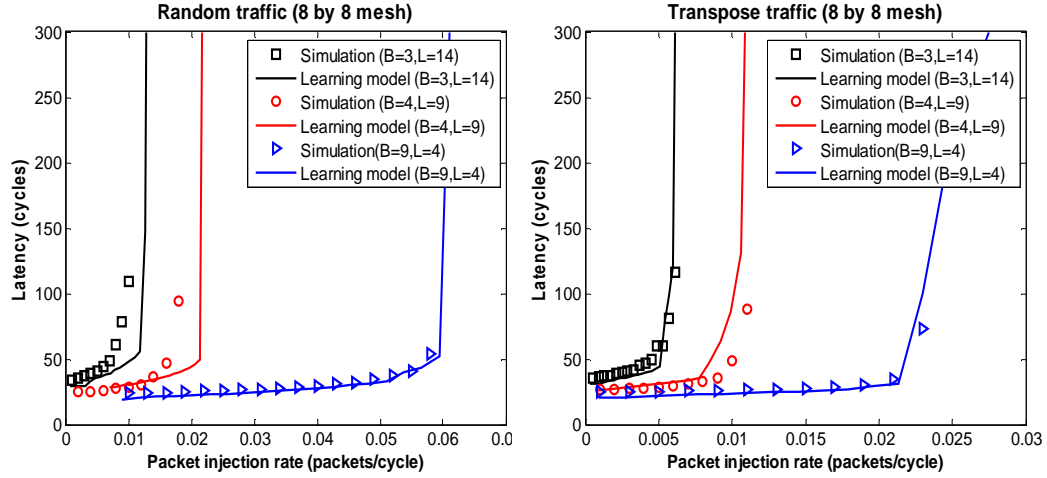 Random traffic (8 by 8 mesh)
300
250
200
150
100
50
0
Latency (cycles)
Simulation (B=3,L=14)
Learning model (B=3,L=14)
Simulation (B=4,L=9)
Learning model (B=4,L=9)
Simulation(B=9,L=4)
Learning model (B=9,L=4)
0 0.01 0.02 0.03 0.04 0.05 0.06 0.0
Packet injection rate (packets/cycle)
Transpose traffic (8 by 8 mesh)
300
250
200
150
100
50
0
Latency (cycles)
Simulation (B=3,L=14)
Learning model (B=3,L=14)
Simulation (B=4,L=9)
Learning model (B=4,L=9)
Simulation(B=9,L=4)
Learning model (B=9,L=4)
0 0.005 0.01 0.015 0.02 0.025 0.03
Packet injection rate (packets/cycle)